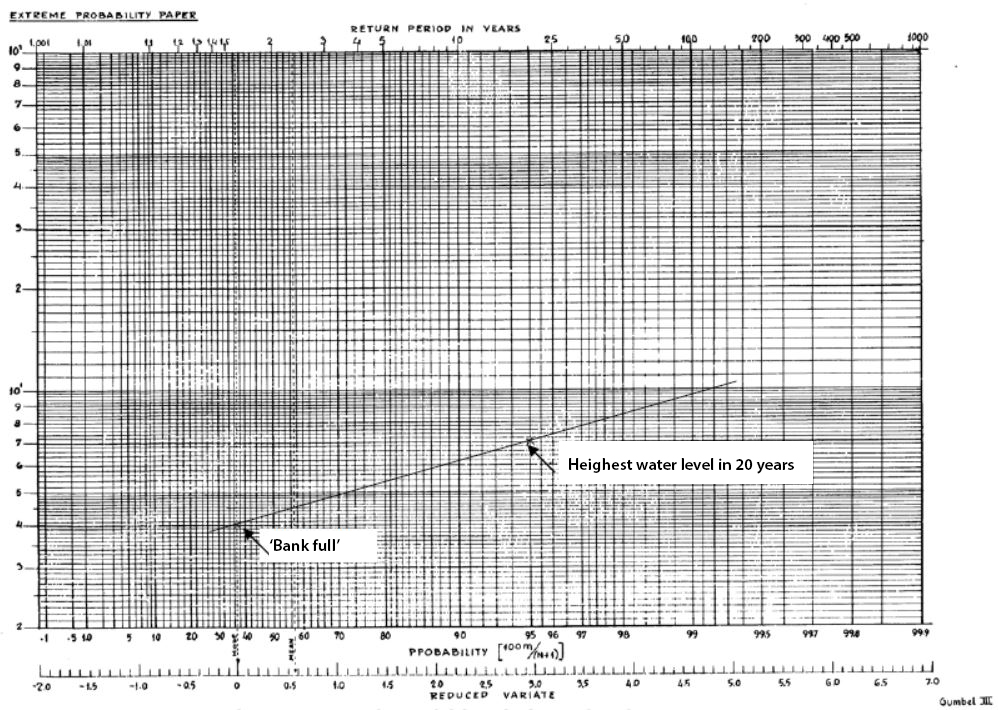 EXTREME PROBABILITY PAPER
RETURN PERIOD IN YEARS
1.001 1.01 1.1 1.2 1.3 1.4 1.5 2 3 4 5 10 25 50 100 200 300 400 500 1000
10
9
8
7
6
5
4
3
2
10
9
8
7
6
5
4
3
2
Heighest water level in 20 years
'Bank full'
.1 .5 1.0 5 10 20 30 40 50 60 70 80 90 95 96 97 98 99 99.5 99.7 99.8 99.9
MEAN
PROBABILITY [100m/(N+1)]
-2.0 -1.5 -1.0 -0.5 0 0.5 1.0 1.5 2.0 2.5 3.0 3.5 4.0 4.5 5.0 5.5 6.0 6.5 7.0
REDUCED VARIATE
Gumbel III